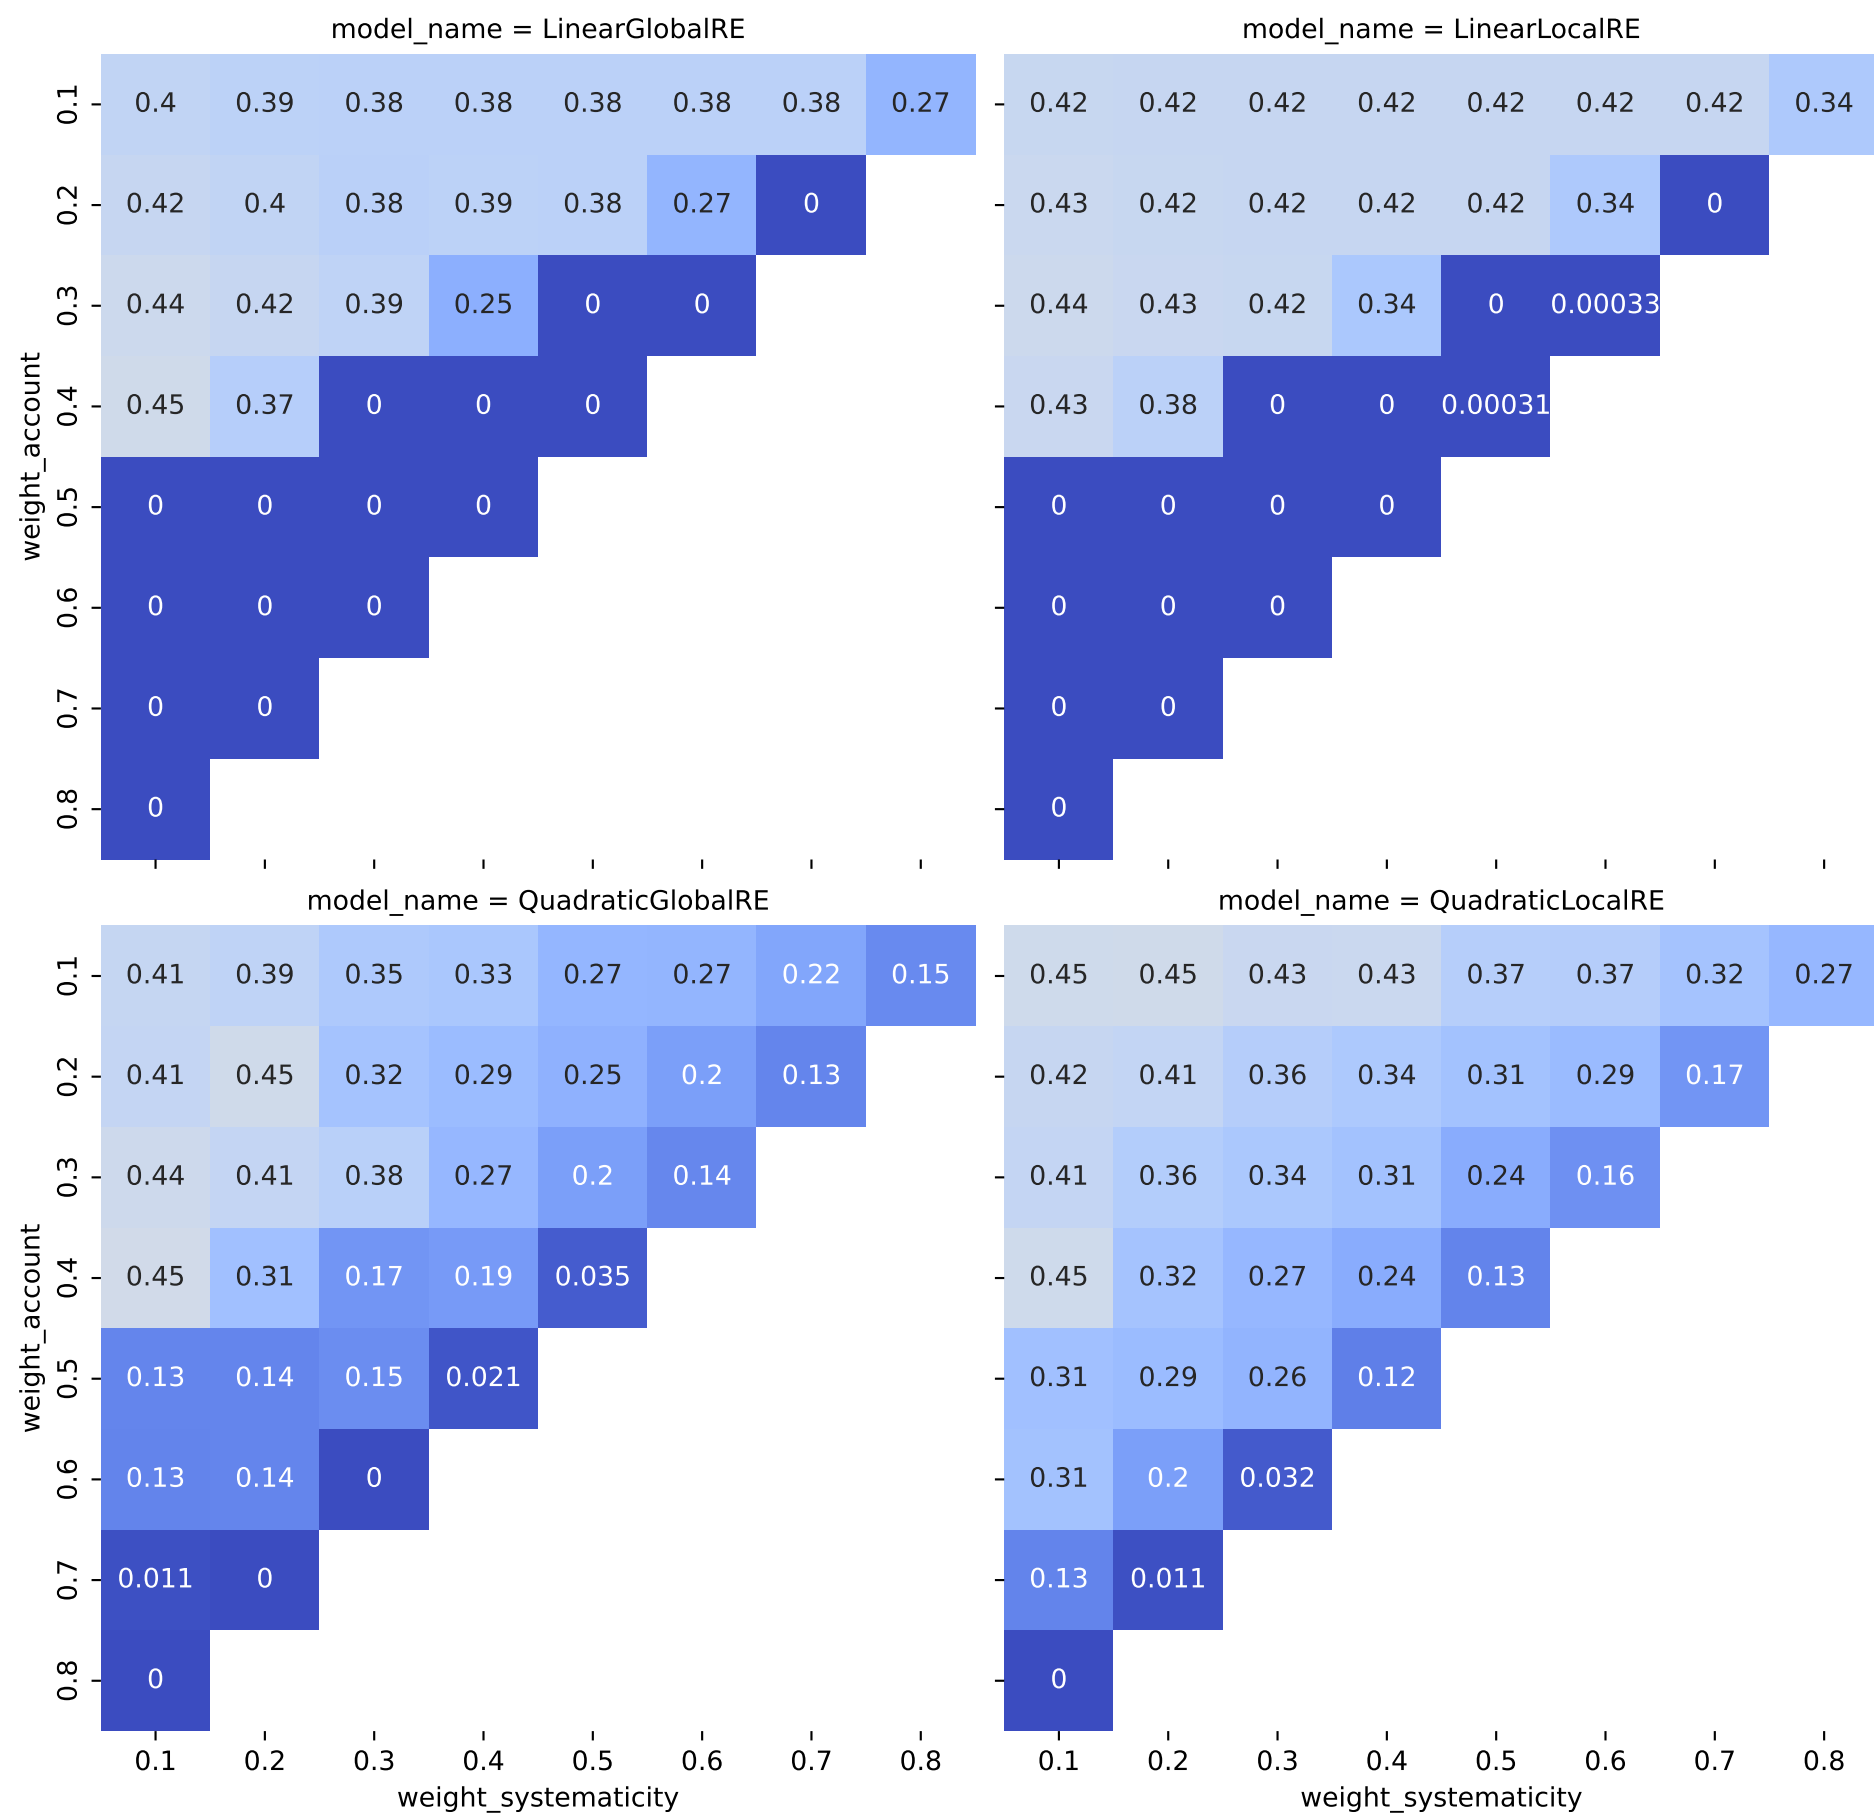 model_name = LinearGlobalRE
model_name = LinearLocalRE
0.1 0.4 0.39 0.38 0.38 0.38 0.38 0.38 0.27 0.42 0.42 0.42 0.42 0.42 0.42 0.42 0.34
0.2 0.42 0.4 0.38 0.39 0.38 0.27 0 0.43 0.42 0.42 0.42 0.42 0.34 0
0.3 0.44 0.42 0.39 0.25 0 0 0.44 0.43 0.42 0.34 0 0.00033
0.4 0.45 0.37 0 0 0 0.43 0.38 0 0 0.00031
weight_account
0.5 0 0 0 0 0 0 0 0
0.6 0 0 0 0 0 0
0.7 0 0 0 0
0.8 0 0
model_name = QuadraticGlobalRE
model_name = QuadraticLocalRE
0.1 0.41 0.39 0.35 0.33 0.27 0.27 0.22 0.15 0.45 0.45 0.43 0.43 0.37 0.37 0.32 0.27
0.2 0.41 0.45 0.32 0.29 0.25 0.2 0.13 0.42 0.41 0.36 0.34 0.31 0.29 0.17
0.3 0.44 0.41 0.38 0.27 0.2 0.14 0.41 0.36 0.34 0.31 0.24 0.16
0.4 0.45 0.31 0.17 0.19 0.035 0.45 0.32 0.27 0.24 0.13
weight_account
0.5 0.13 0.14 0.15 0.021 0.31 0.29 0.26 0.12
0.6 0.13 0.14 0 0.31 0.2 0.032
0.7 0.011 0 0.13 0.011
0.8 0 0
0.1 0.2 0.3 0.4 0.5 0.6 0.7 0.8 0.1 0.2 0.3 0.4 0.5 0.6 0.7 0.8
weight_systematicity
weight_systematicity